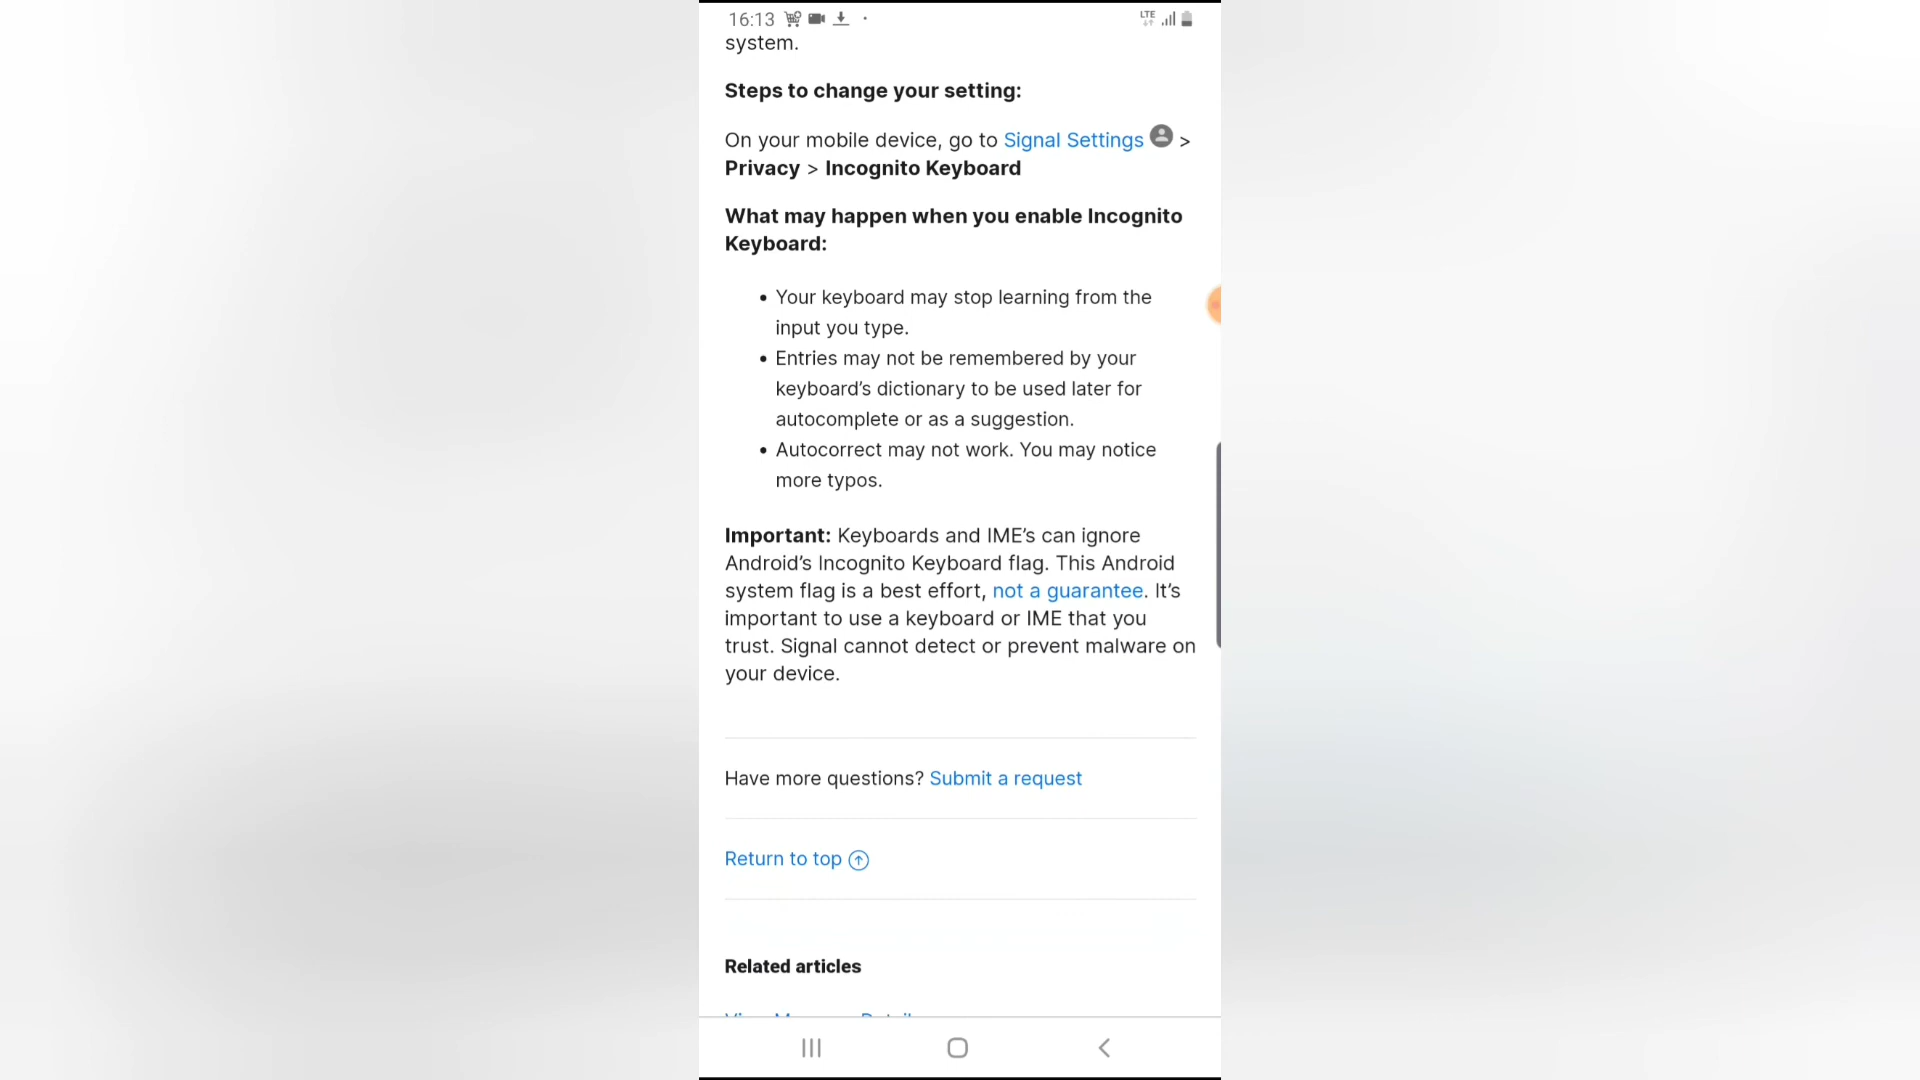 16:13
LTE
system.
Steps to change your setting:
On your mobile device, go to Signal Settings >
Privacy > Incognito Keyboard
What may happen when you enable Incognito
Keyboard:
• Your keyboard may stop learning from the
input you type.
• Entries may not be remembered by your
keyboard’s dictionary to be used later for
autocomplete or as a suggestion.
• Autocorrect may not work. You may notice
more typos.
Important: Keyboards and IME’s can ignore
Android’s Incognito Keyboard flag. This Android
system flag is a best effort, not a guarantee. It’s
important to use a keyboard or IME that you
trust. Signal cannot detect or prevent malware on
your device.
Have more questions? Submit a request
Return to top
Related articles